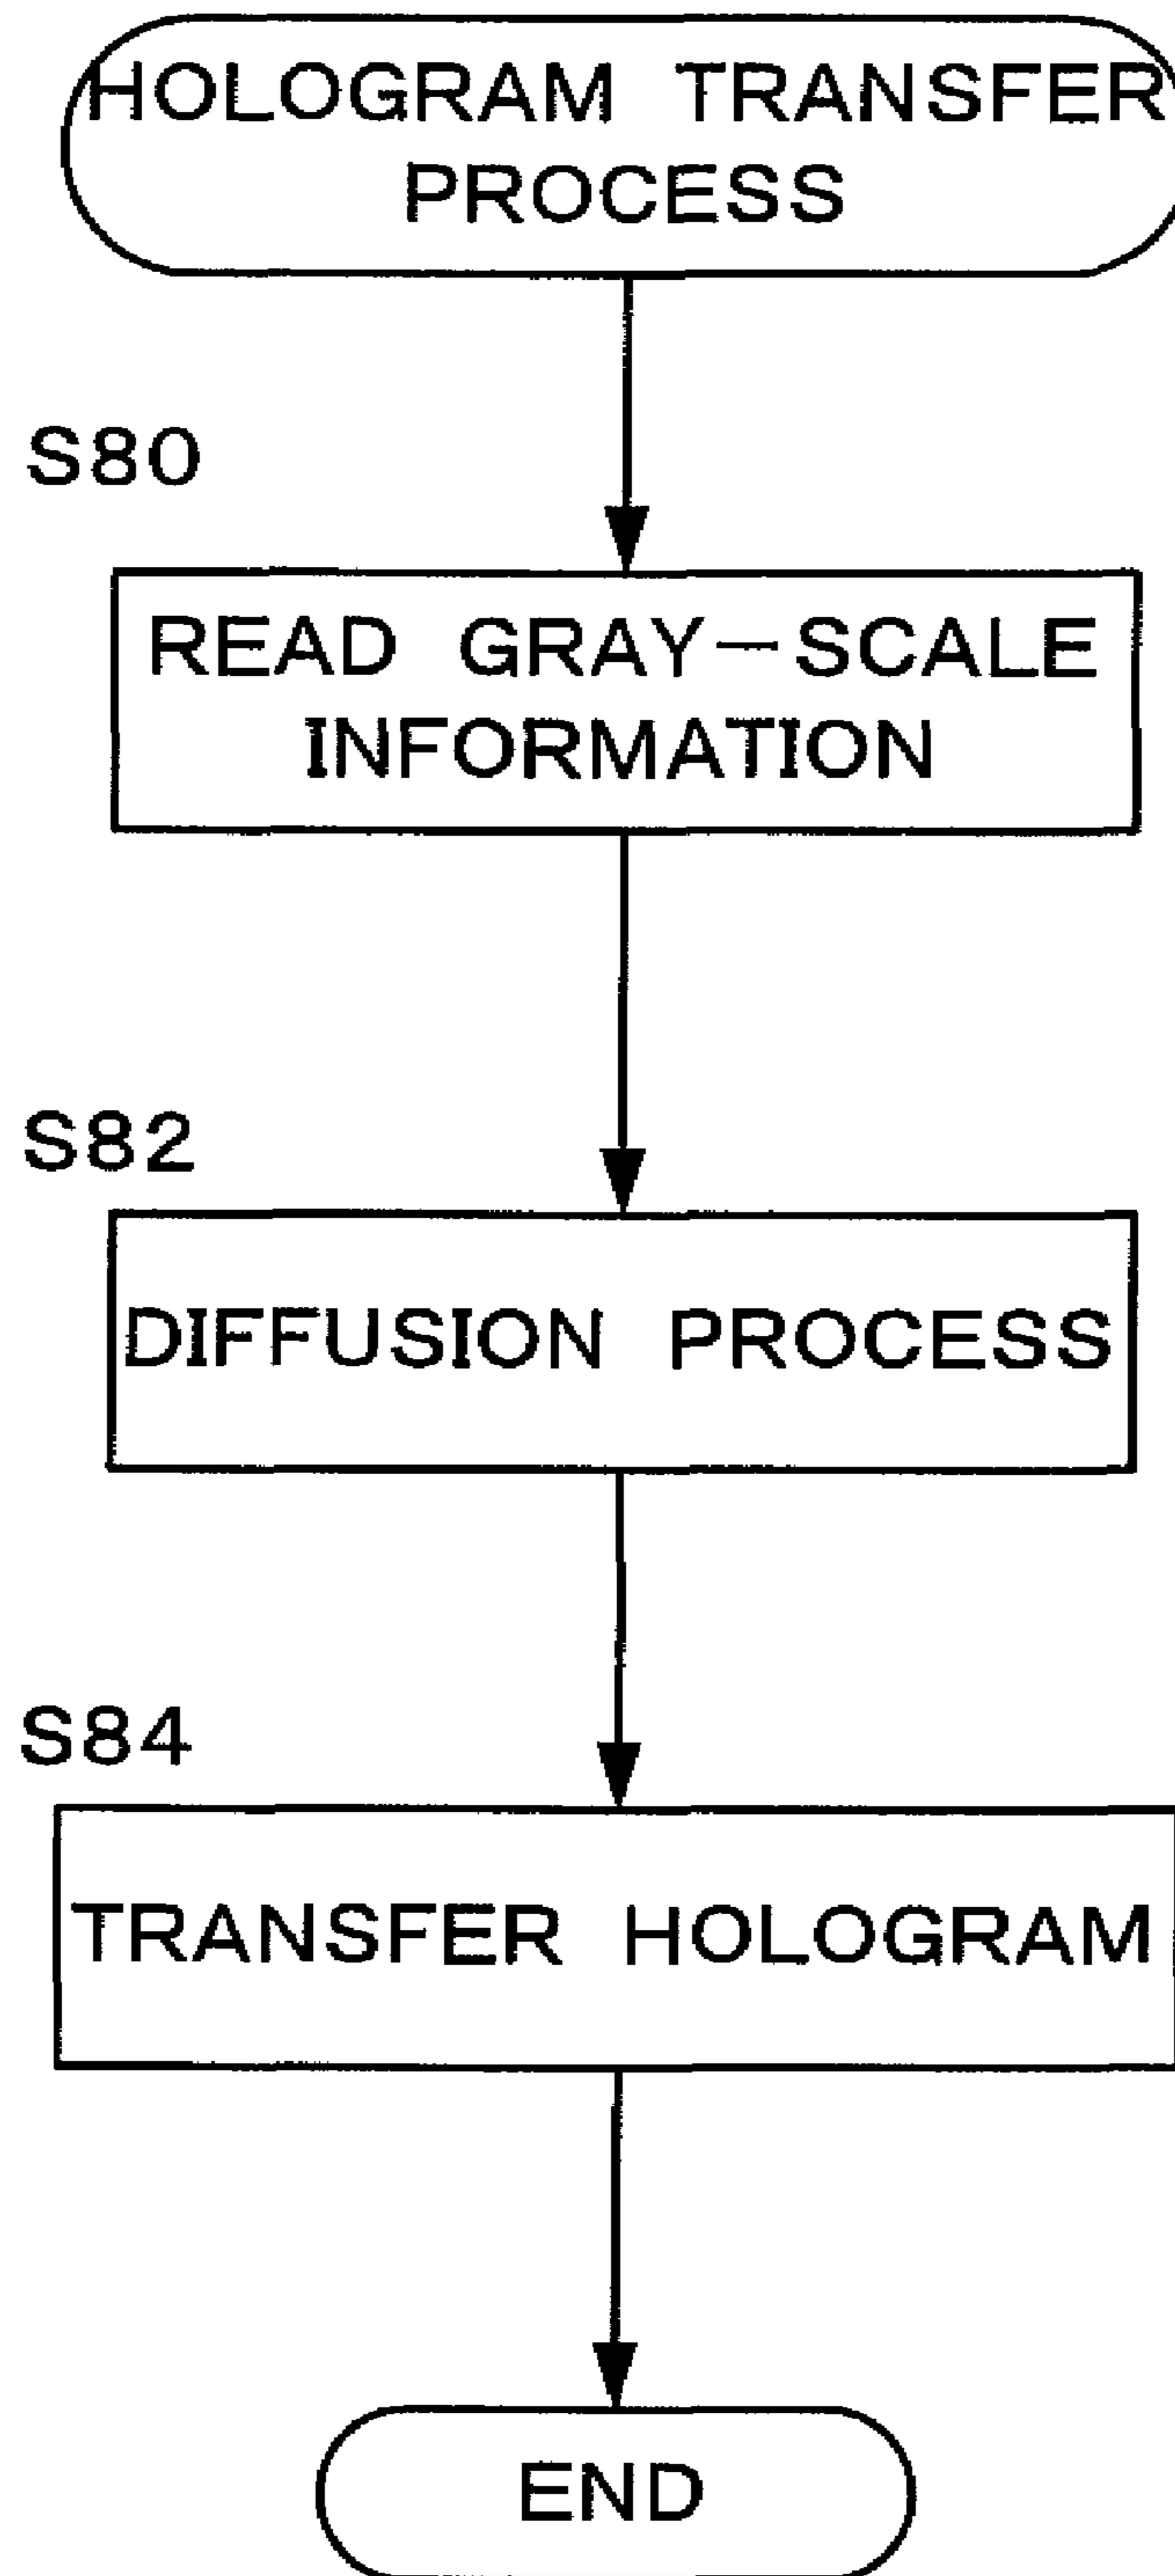 HOLOGRAM TRANSFER
PROCESS
S80
READ GRAY—SCALE
INFORMATION
S82
DIFFUSION PROCESS
S84
TRANSFER HOLOGRAM
END